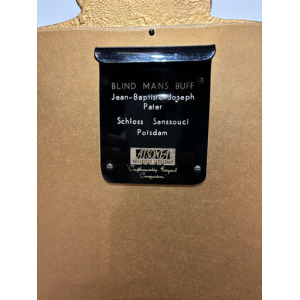 BLIND MANS BUFF
Jean-Baptiste Joseph
Pater
Schloss Sanssouci
Potsdam
Craftsmanship Beyond
Comparison